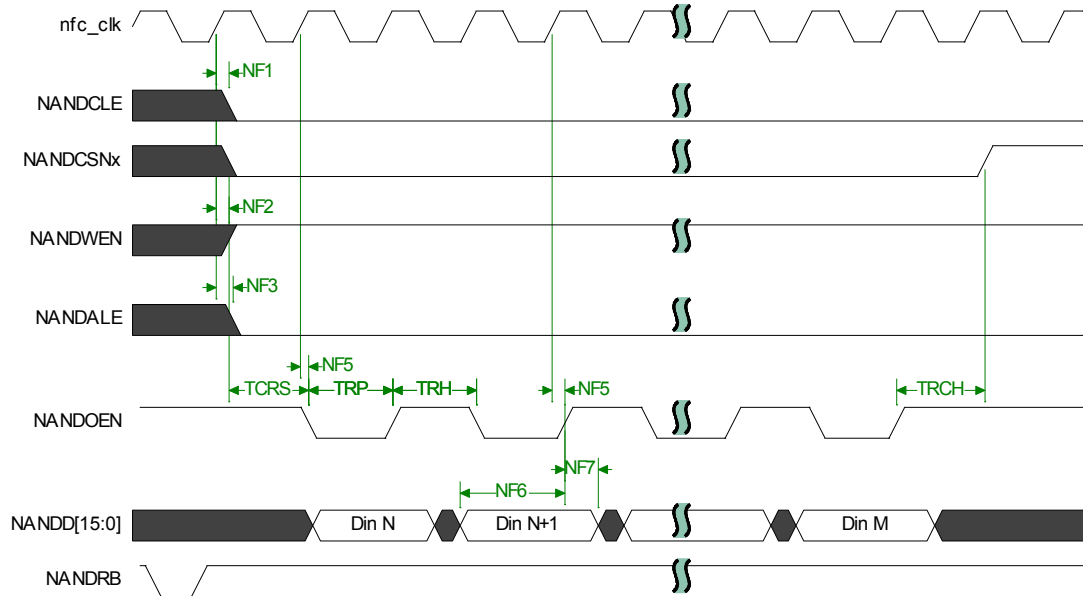 nfc_clk
NF1
NANDCLE
NANDCSNx
NF2
NANDWEN
NF3
NANDALE
NF5
TCRS TRP TRH NF5 TRCH
NANDOEN
NF7
NF6
NANDD[15:0] Din N Din N+1 Din M
NANDRB